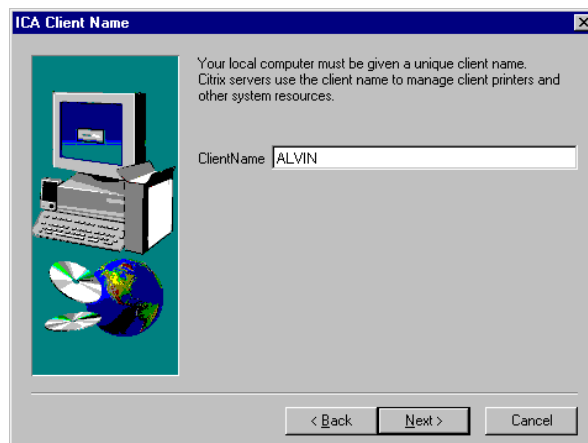 ICA Client Name
Your local computer must be given a unique client name.
Citrix servers use the client name to manage client printers and
other system resources.
ClientName ALVIN
< Back Next > Cancel